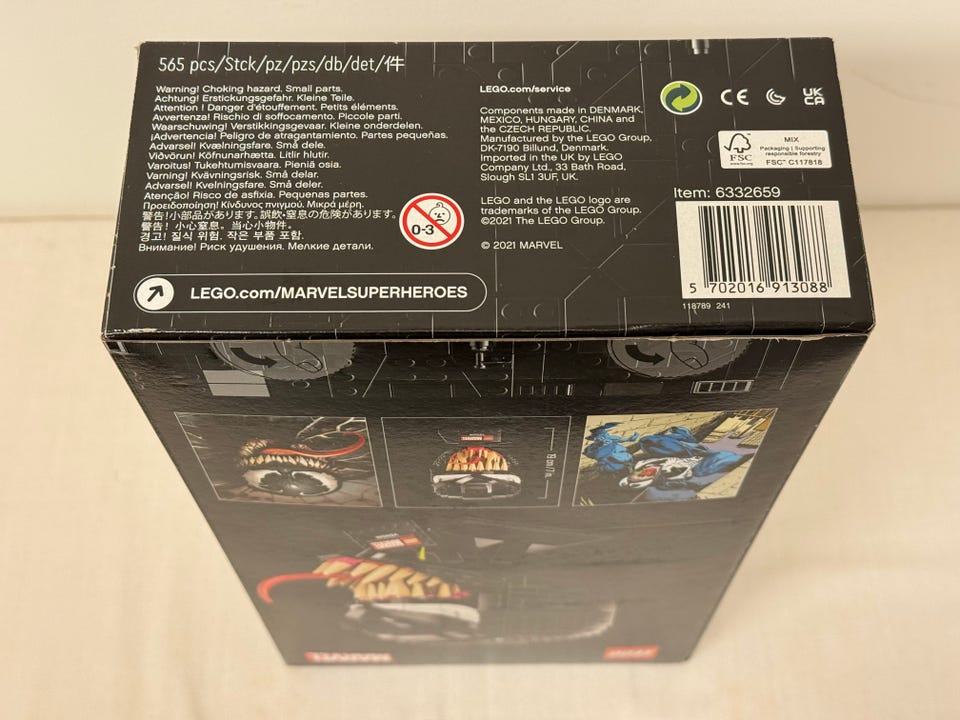 565 pcs/Stck/pz/pzs/db/det/件
Warning! Choking hazard. Small parts.
Achtung! Erstickungsgefahr. Kleine Teile.
Attention ! Danger d'étouffement. Petits éléments.
Avvertenza! Rischio di soffocamento. Piccole parti.
Waarschuwing! Verstikkingsgevaar. Kleine onderdelen.
¡Advertencia! Peligro de atragantamiento. Partes pequeñas.
Advarsel! Kvælningsfare. Små dele.
Viðvörun! Köfnunarhætta. Litlir hlutir.
Varoitus! Tukehtumisvaara. Pieniä osia.
Varning! Kvävningsrisk. Små delar.
Advarsel! Kvelningsfare. Små deler.
Atenção! Risco de asfixia. Pequenas partes.
Προειδοποίηση! Κίνδυνος πνιγμού. Μικρά μέρη.
警告!小部品があります。誤飲・窒息の危険があります。
警告! 小心窒息。当心小物件。
경고! 질식 위험. 작은 부품 포함.
Внимание! Риск удушения. Мелкие детали.
0-3
LEGO.com/MARVELSUPERHEROES
LEGO.com/service
Components made in DENMARK,
MEXICO, HUNGARY, CHINA and
the CZECH REPUBLIC.
Manufactured by the LEGO Group,
DK-7190 Billund, Denmark.
Imported in the UK by LEGO
Company Ltd., 33 Bath Road,
Slough SL1 3UF, UK.
LEGO and the LEGO logo are
trademarks of the LEGO Group.
©2021 The LEGO Group.
© 2021 MARVEL
CE
UK
CA
FSC
www.fsc.org
MIX
Packaging | Supporting
responsible forestry
FSC™ C117818
Item: 6332659
5 702016 913088
118789 241
19 cm/7 in.
MARVEL
LEGO